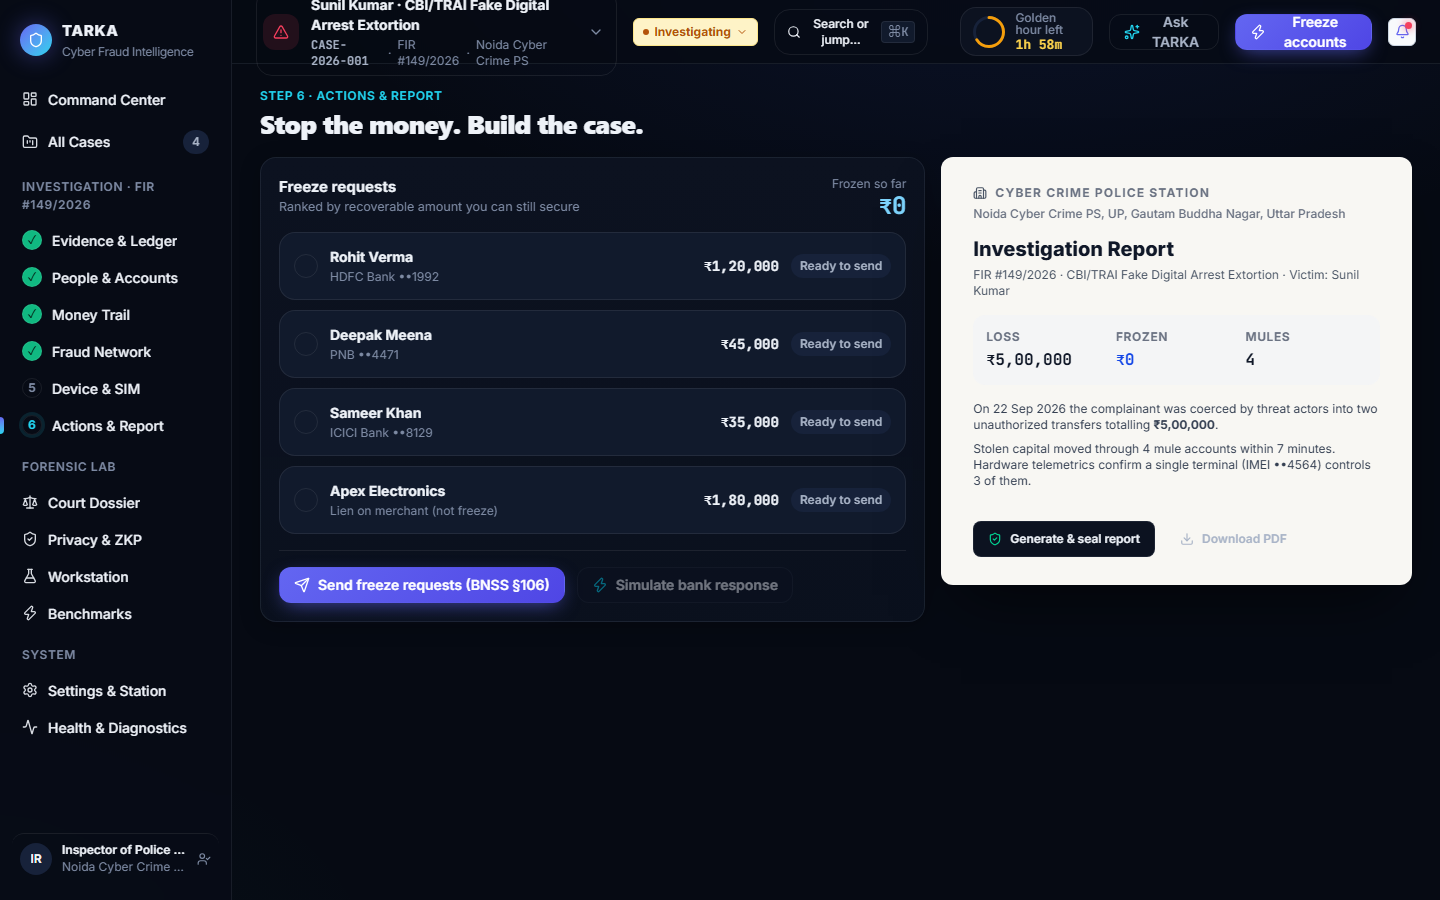 TARKA
Cyber Fraud Intelligence
Command Center
All Cases
4
INVESTIGATION · FIR
#149/2026
Evidence & Ledger
People & Accounts
Money Trail
Fraud Network
5
Device & SIM
6
Actions & Report
FORENSIC LAB
Court Dossier
Privacy & ZKP
Workstation
Benchmarks
SYSTEM
Settings & Station
Health & Diagnostics
IR
Inspector of Police ...
Noida Cyber Crime ...
Sunil Kumar · CBI/TRAI Fake Digital
Arrest Extortion
CASE-
2026-001
·
FIR
#149/2026
·
Noida Cyber
Crime PS
Investigating
Search or
jump...
⌘K
Golden
hour left
1h 58m
Ask
TARKA
Freeze
accounts
STEP 6 · ACTIONS & REPORT
Stop the money. Build the case.
Freeze requests
Ranked by recoverable amount you can still secure
Frozen so far
₹0
Rohit Verma
HDFC Bank ••1992
₹1,20,000
Ready to send
Deepak Meena
PNB ••4471
₹45,000
Ready to send
Sameer Khan
ICICI Bank ••8129
₹35,000
Ready to send
Apex Electronics
Lien on merchant (not freeze)
₹1,80,000
Ready to send
Send freeze requests (BNSS §106)
Simulate bank response
CYBER CRIME POLICE STATION
Noida Cyber Crime PS, UP, Gautam Buddha Nagar, Uttar Pradesh
Investigation Report
FIR #149/2026 · CBI/TRAI Fake Digital Arrest Extortion · Victim: Sunil
Kumar
LOSS
₹5,00,000
FROZEN
₹0
MULES
4
On 22 Sep 2026 the complainant was coerced by threat actors into two
unauthorized transfers totalling ₹5,00,000.
Stolen capital moved through 4 mule accounts within 7 minutes.
Hardware telemetrics confirm a single terminal (IMEI ••4564) controls
3 of them.
Generate & seal report
Download PDF